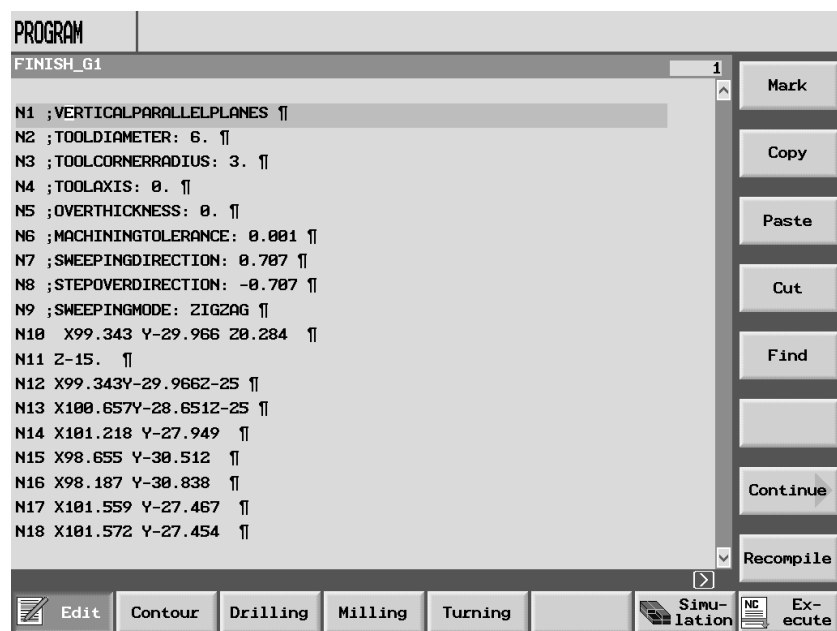 PROGRAM
FINISH_G1
1
N1 ;VERTICALPARALLELPLANES ¶
N2 ;TOOLDIAMETER: 6. ¶
N3 ;TOOLCORNERRADIUS: 3. ¶
N4 ;TOOLAXIS: 0. ¶
N5 ;OVERTHICKNESS: 0. ¶
N6 ;MACHININGTOLERANCE: 0.001 ¶
N7 ;SWEEPINGDIRECTION: 0.707 ¶
N8 ;STEPOVERDIRECTION: -0.707 ¶
N9 ;SWEEPINGMODE: ZIGZAG ¶
N10  X99.343 Y-29.966 Z0.284  ¶
N11 Z-15.  ¶
N12 X99.343Y-29.966Z-25 ¶
N13 X100.657Y-28.651Z-25 ¶
N14 X101.218 Y-27.949  ¶
N15 X98.655 Y-30.512  ¶
N16 X98.187 Y-30.838  ¶
N17 X101.559 Y-27.467  ¶
N18 X101.572 Y-27.454  ¶
Mark
Copy
Paste
Cut
Find
Continue
Recompile
Edit
Contour
Drilling
Milling
Turning
Simu-
lation
NC
Ex-
ecute